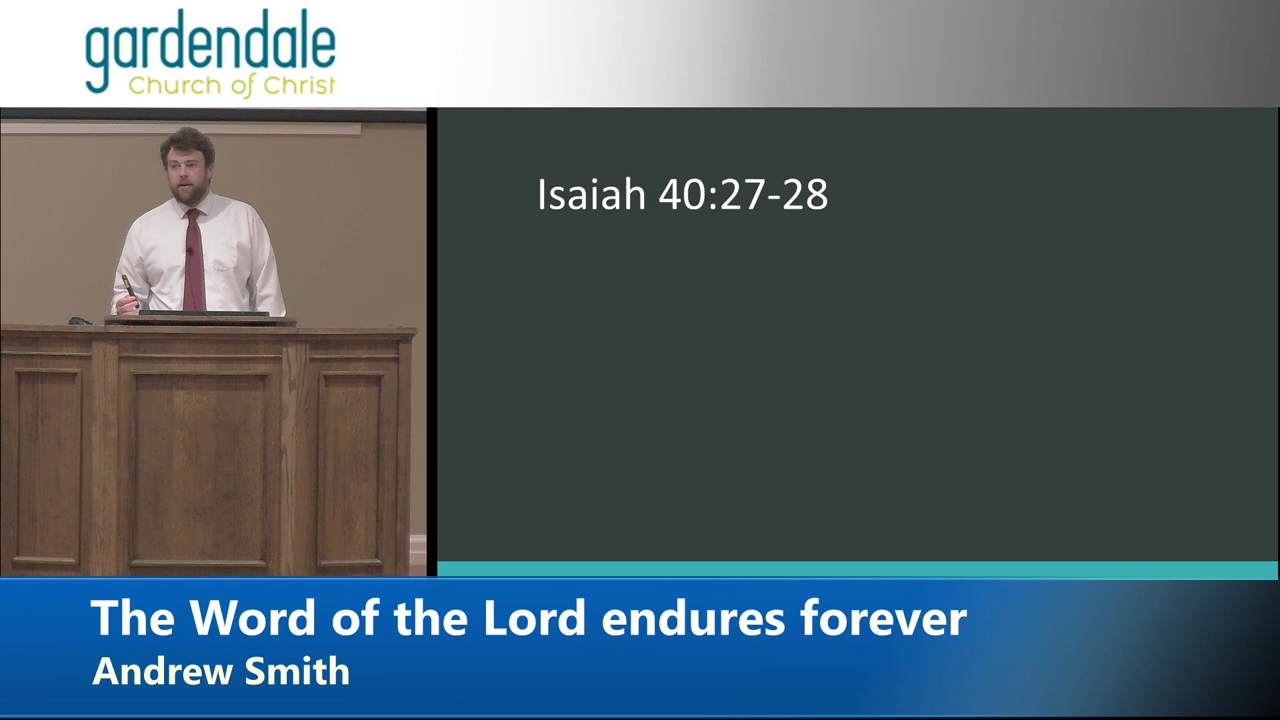 gardendale
Church of Christ
Isaiah 40:27-28
The Word of the Lord endures forever
Andrew Smith